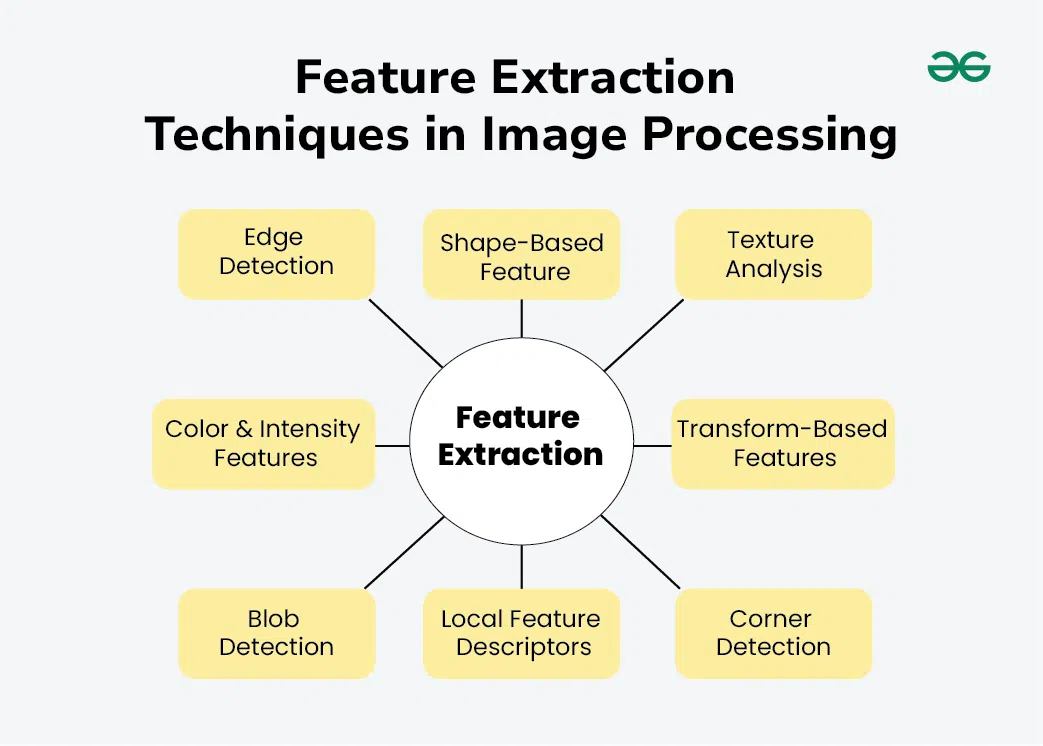 Feature Extraction
Techniques in Image Processing
Edge
Detection
Shape-Based
Feature
Texture
Analysis
Color & Intensity
Features
Feature
Extraction
Transform-Based
Features
Blob
Detection
Local Feature
Descriptors
Corner
Detection